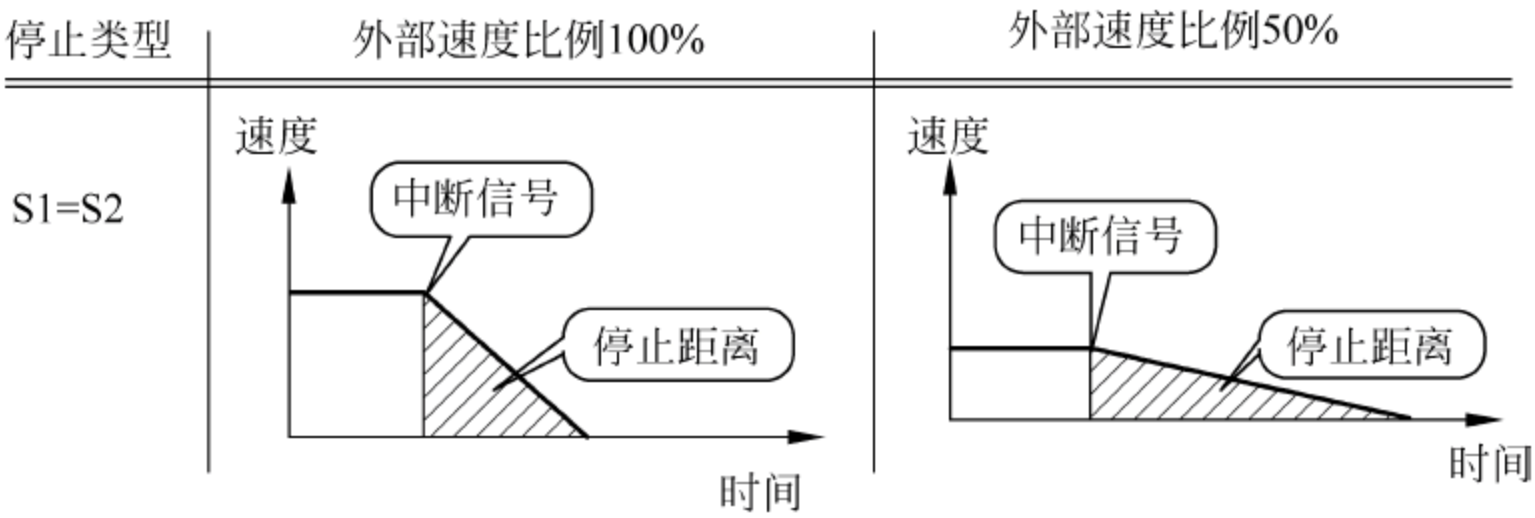 停止类型
外部速度比例100%
外部速度比例50%
S1=S2
速度
中断信号
停止距离
时间
速度
中断信号
停止距离
时间